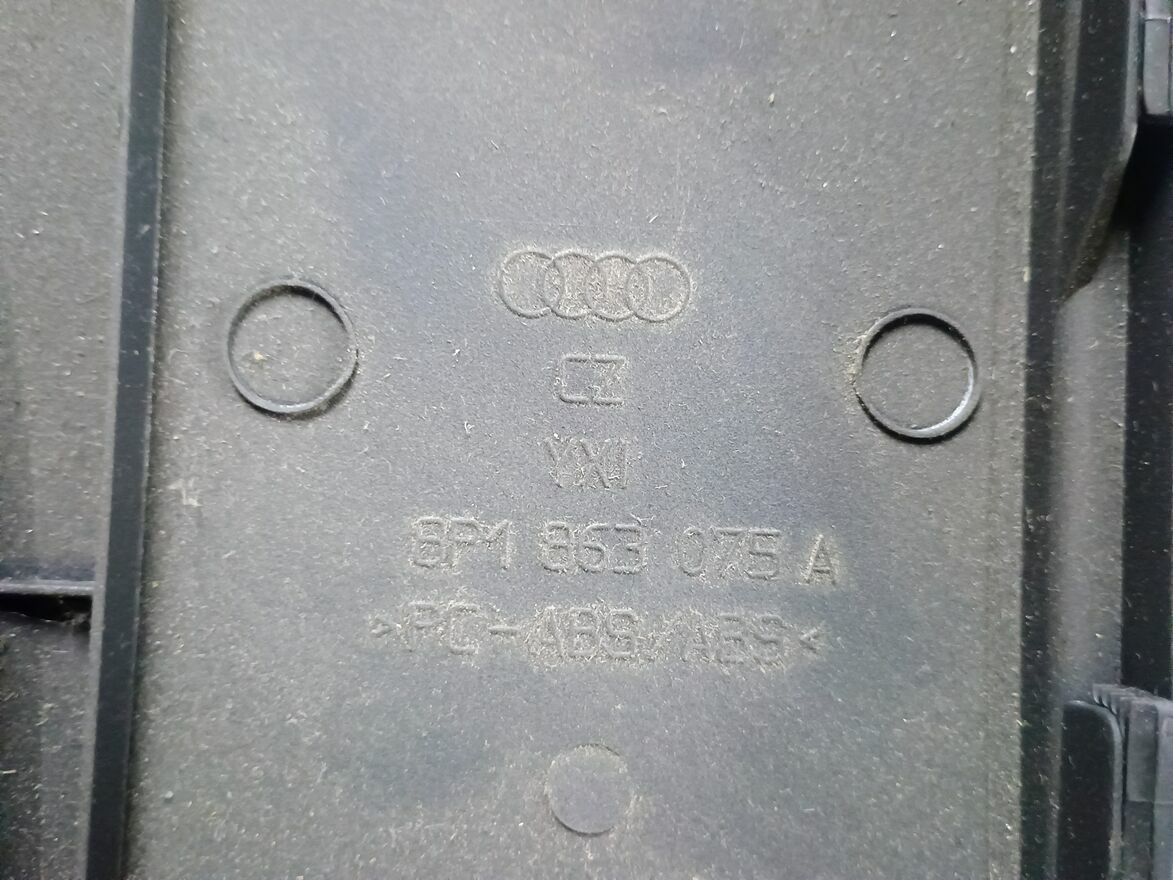 CZ
YXI
8P1 863 075 A
>PC-ABS/ABS<